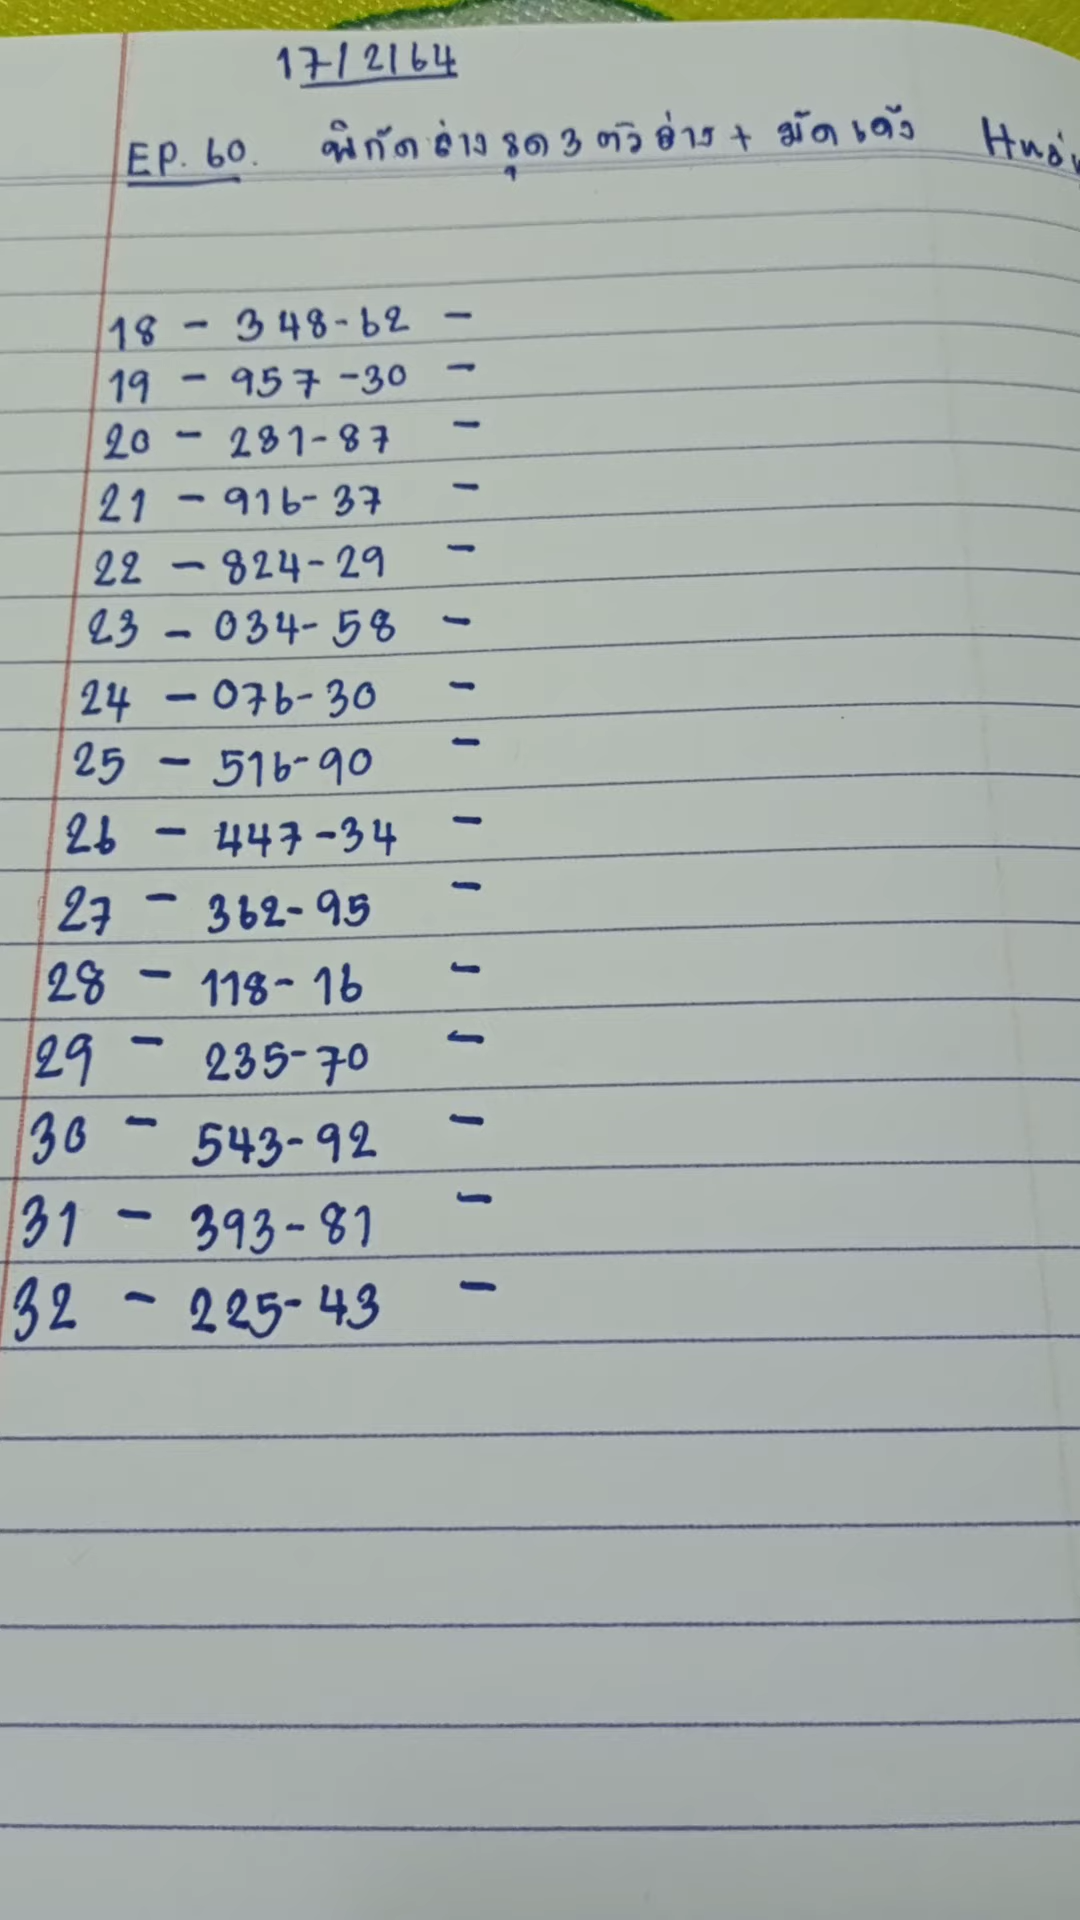 17/2/64
EP. 60. พิกัดล่างชุด 3 ตัวล่าง + มัดเด้ง
18 - 348-62 -
19 - 957-30 -
20 - 281-87 -
21 - 916-37 -
22 - 824-29 -
23 - 034-58 -
24 - 076-30 -
25 - 516-90 -
26 - 447-34 -
27 - 362-95 -
28 - 118-16 -
29 - 235-70 -
30 - 543-92 -
31 - 393-81 -
32 - 225-43 -